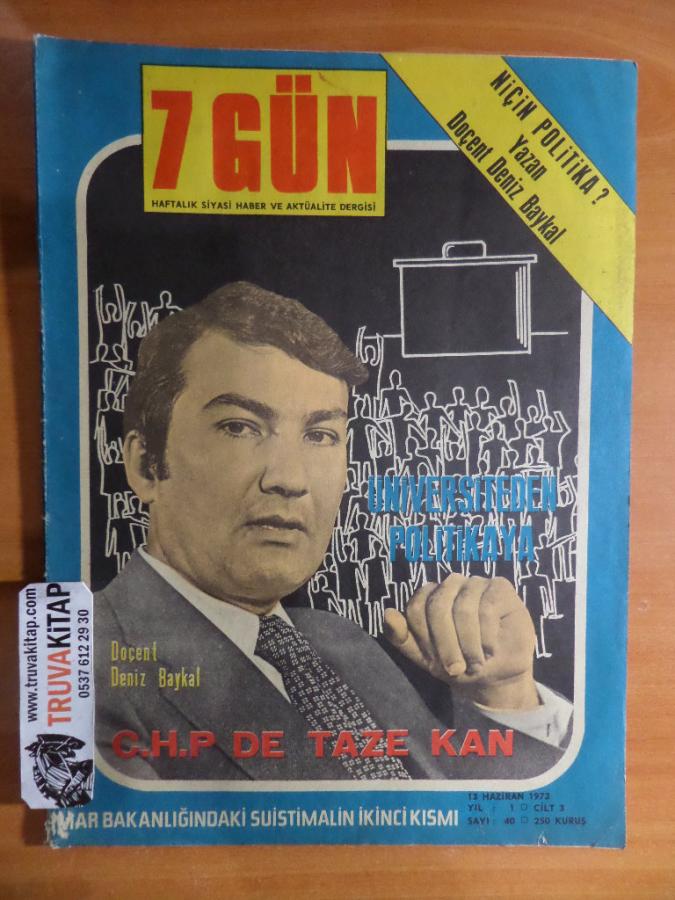 7 GÜN
HAFTALIK SİYASİ HABER VE AKTÜALİTE DERGİSİ
NİÇİN POLİTİKA?
Yazan
Doçent Deniz Baykal
ÜNİVERSİTEDEN
POLİTİKAYA
Doçent
Deniz Baykal
C.H.P DE TAZE KAN
13 HAZİRAN 1973
YIL : 1 □ CİLT 3
SAYI: 40 □ 250 KURUŞ
İMAR BAKANLIĞINDAKİ SUİSTİMALİN İKİNCİ KISMI
www.truvakitap.com
TRUVAKİTAP
0537 612 29 30